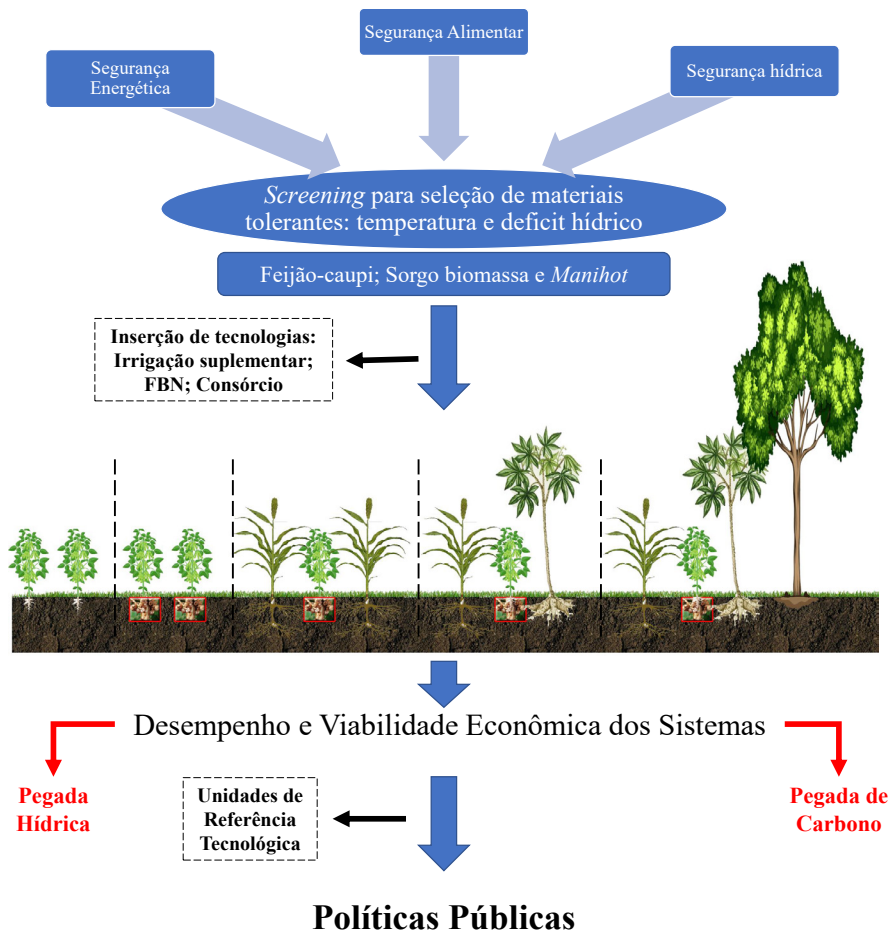 Segurança Alimentar
Segurança
Energética
Segurança hídrica
Screening para seleção de materiais
tolerantes: temperatura e deficit hídrico
Feijão-caupi; Sorgo biomassa e Manihot
Inserção de tecnologias:
Irrigação suplementar;
FBN; Consórcio
Desempenho e Viabilidade Econômica dos Sistemas
Pegada
Hídrica
Unidades de
Referência
Tecnológica
Pegada de
Carbono
Políticas Públicas